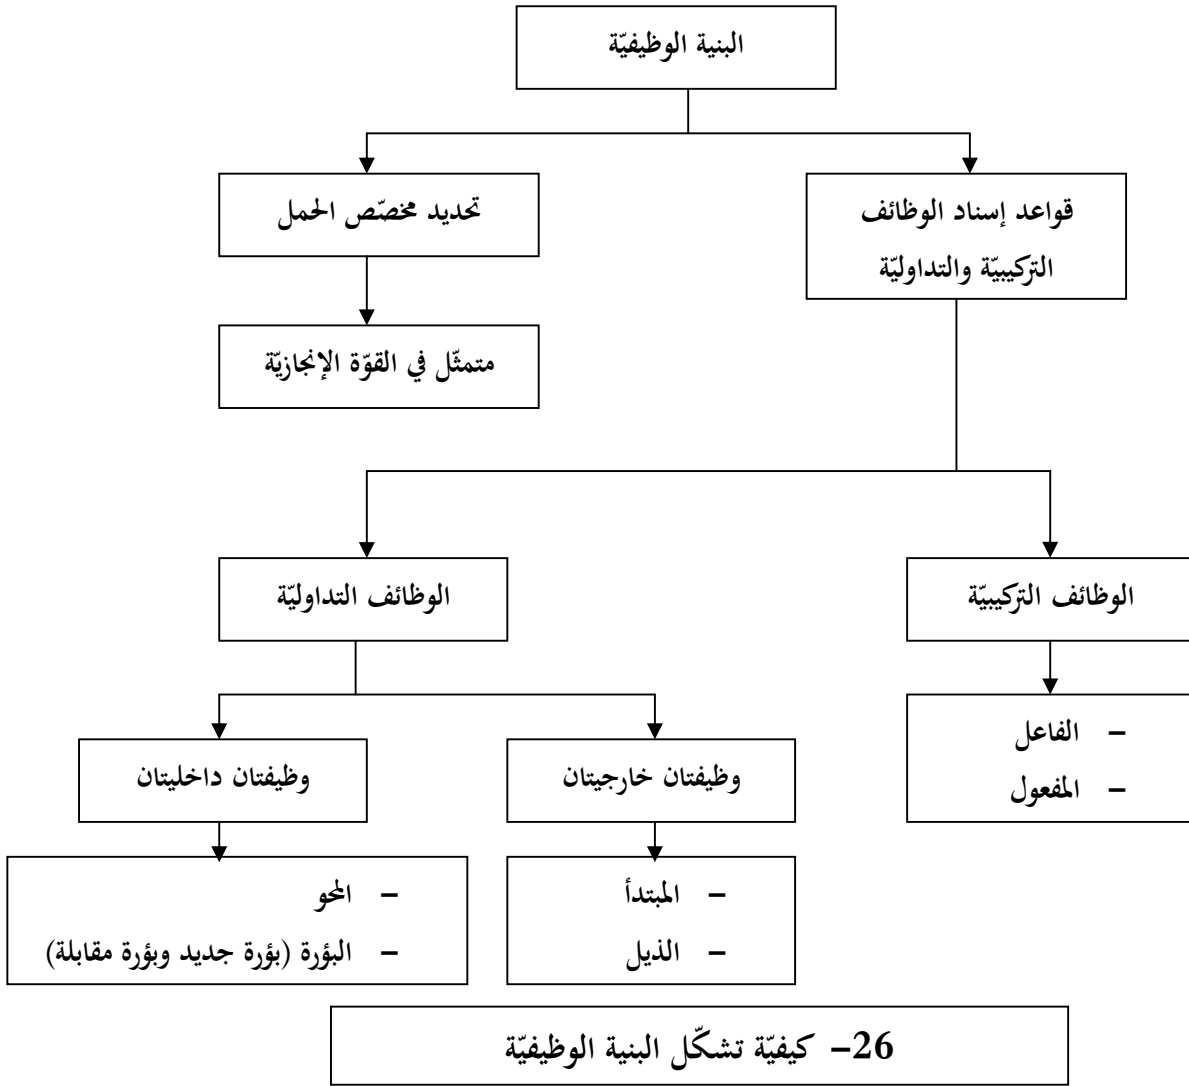 البنية الوظيفيّة
قواعد إسناد الوظائف
التركيبيّة والتداوليّة
تحديد مخصّص الحمل
متمثّل في القوّة الإنجازيّة
الوظائف التركيبيّة
الوظائف التداوليّة
– الفاعل
– المفعول
وظيفتان خارجيتان
وظيفتان داخليتان
– المبتدأ
– الذيل
– المحو
– البؤرة (بؤرة جديد وبؤرة مقابلة)
26– كيفيّة تشكّل البنية الوظيفيّة